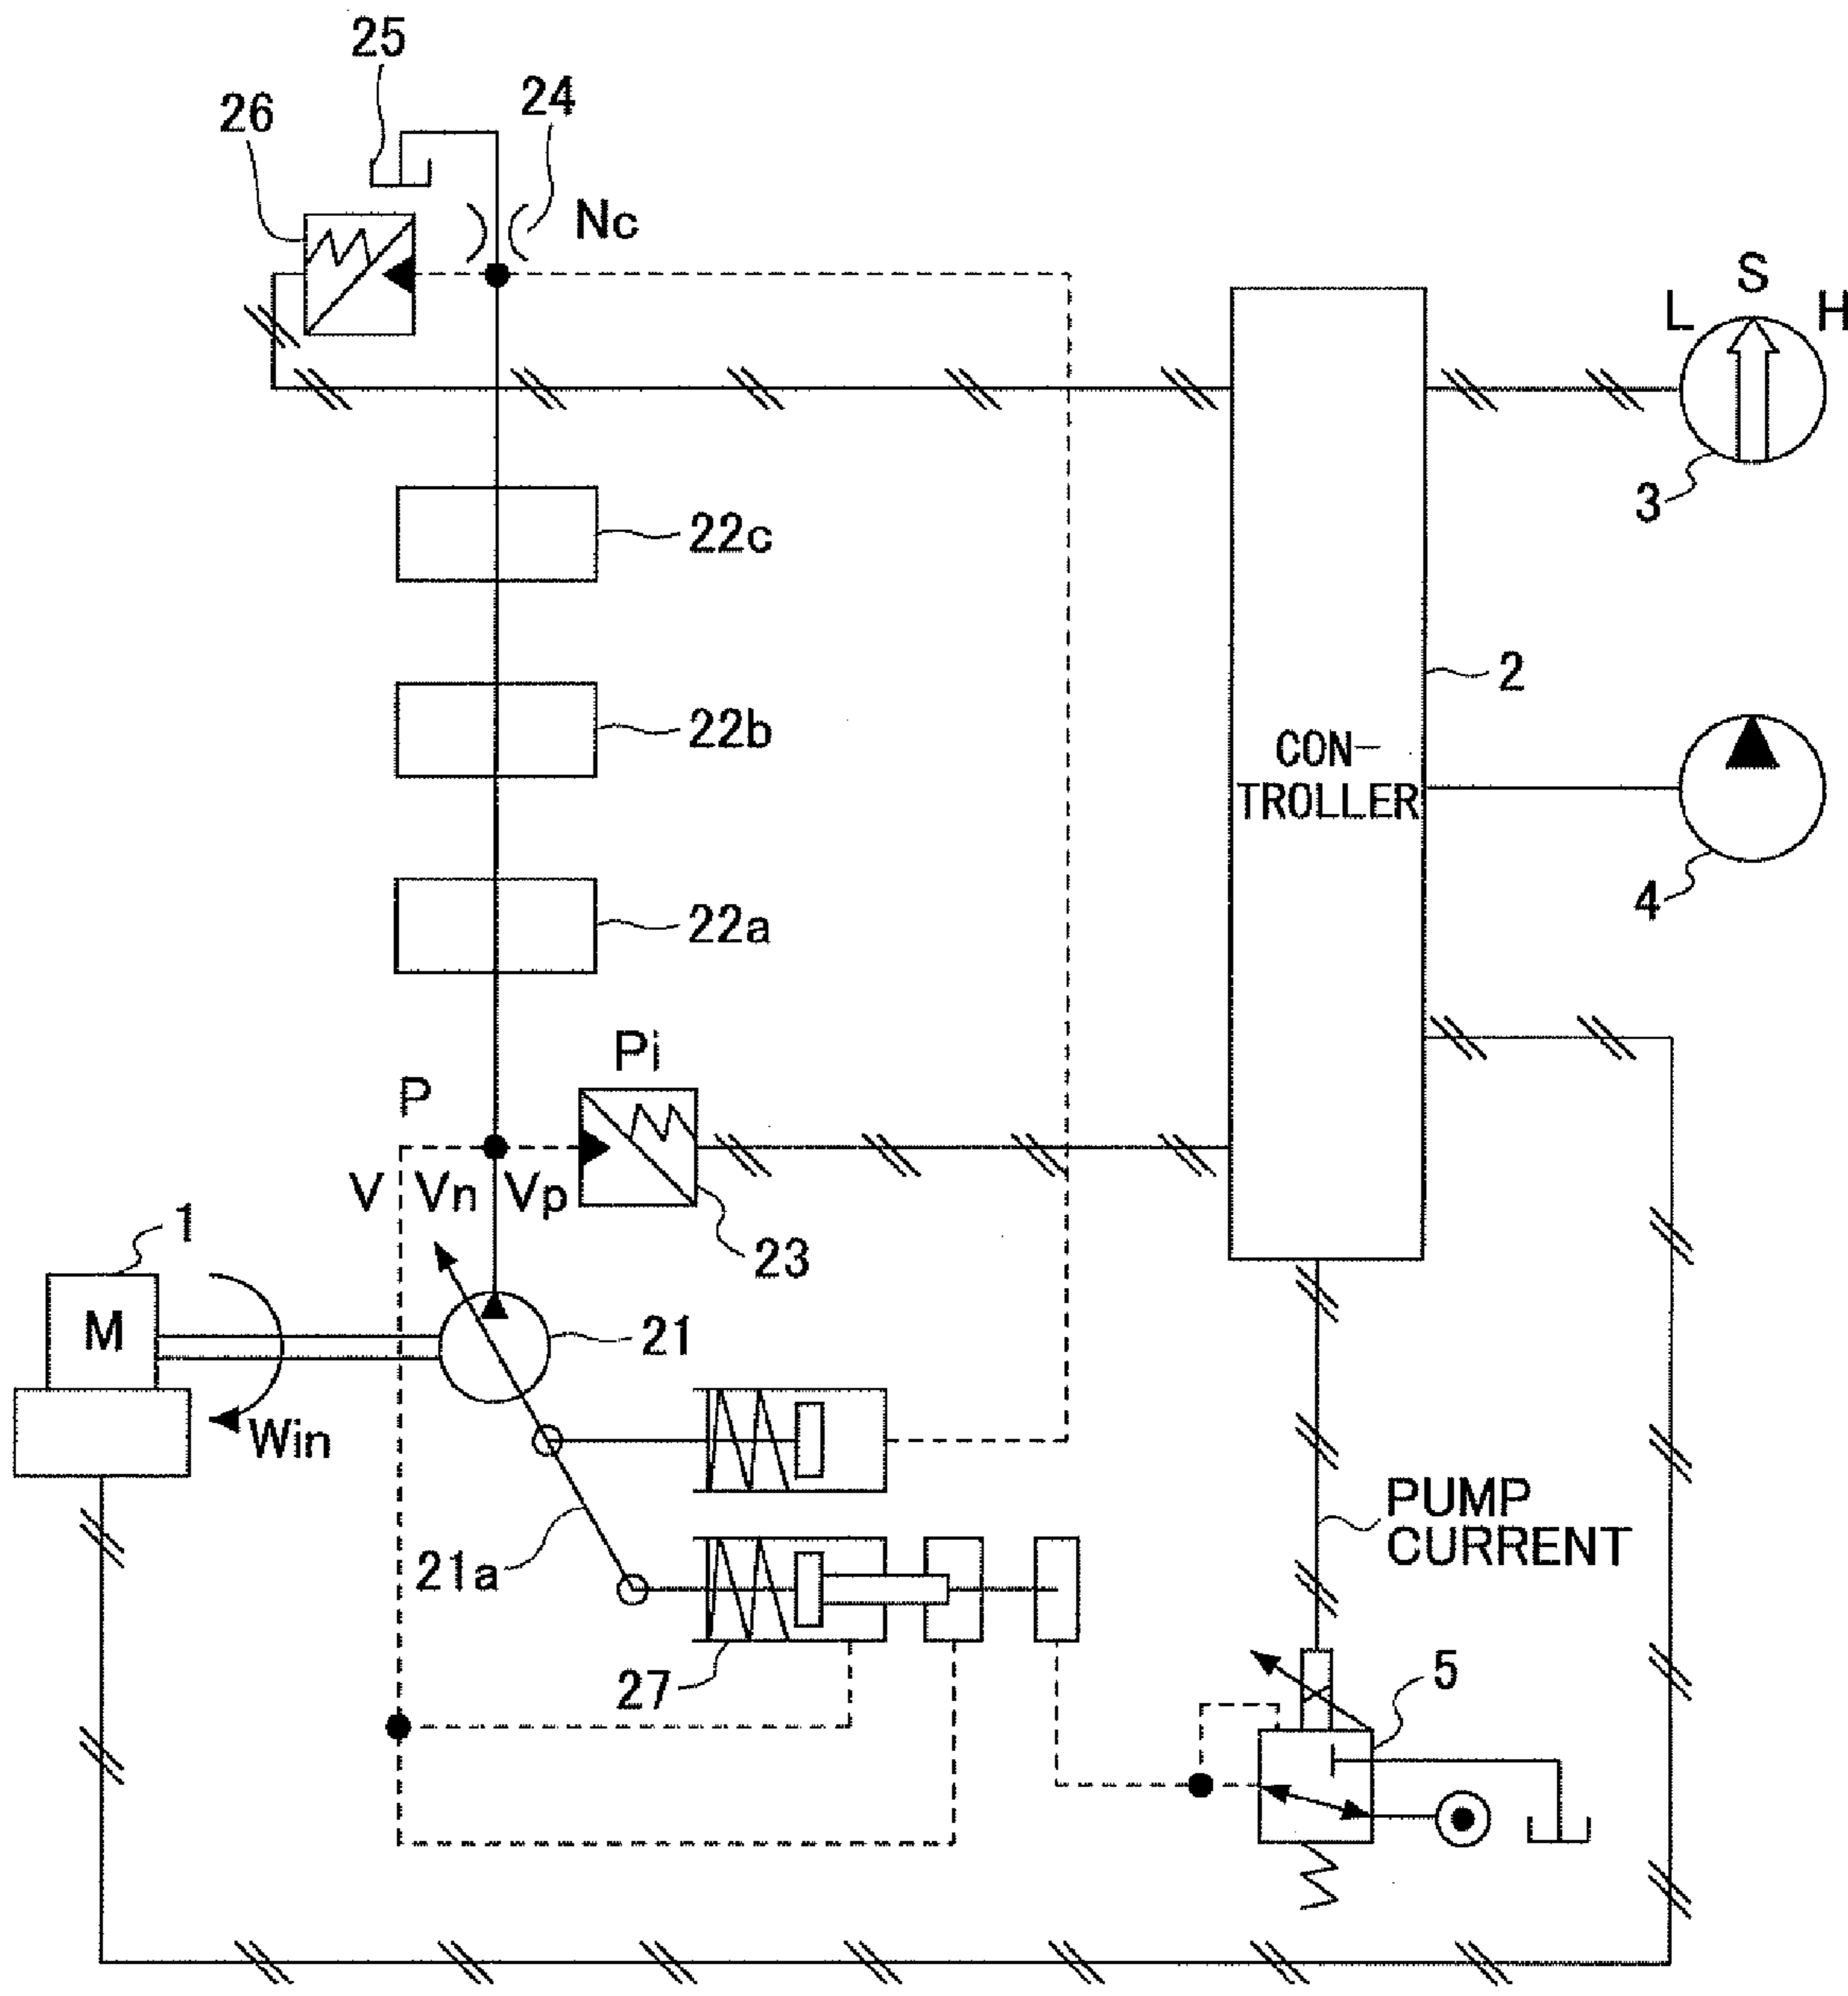 25
24
26
Nc
S
L
H
3
22c
2
22b
CON-
TROLLER
22a
4
Pi
P
V
Vn
Vp
1
23
M
21
Win
PUMP
CURRENT
21a
5
27